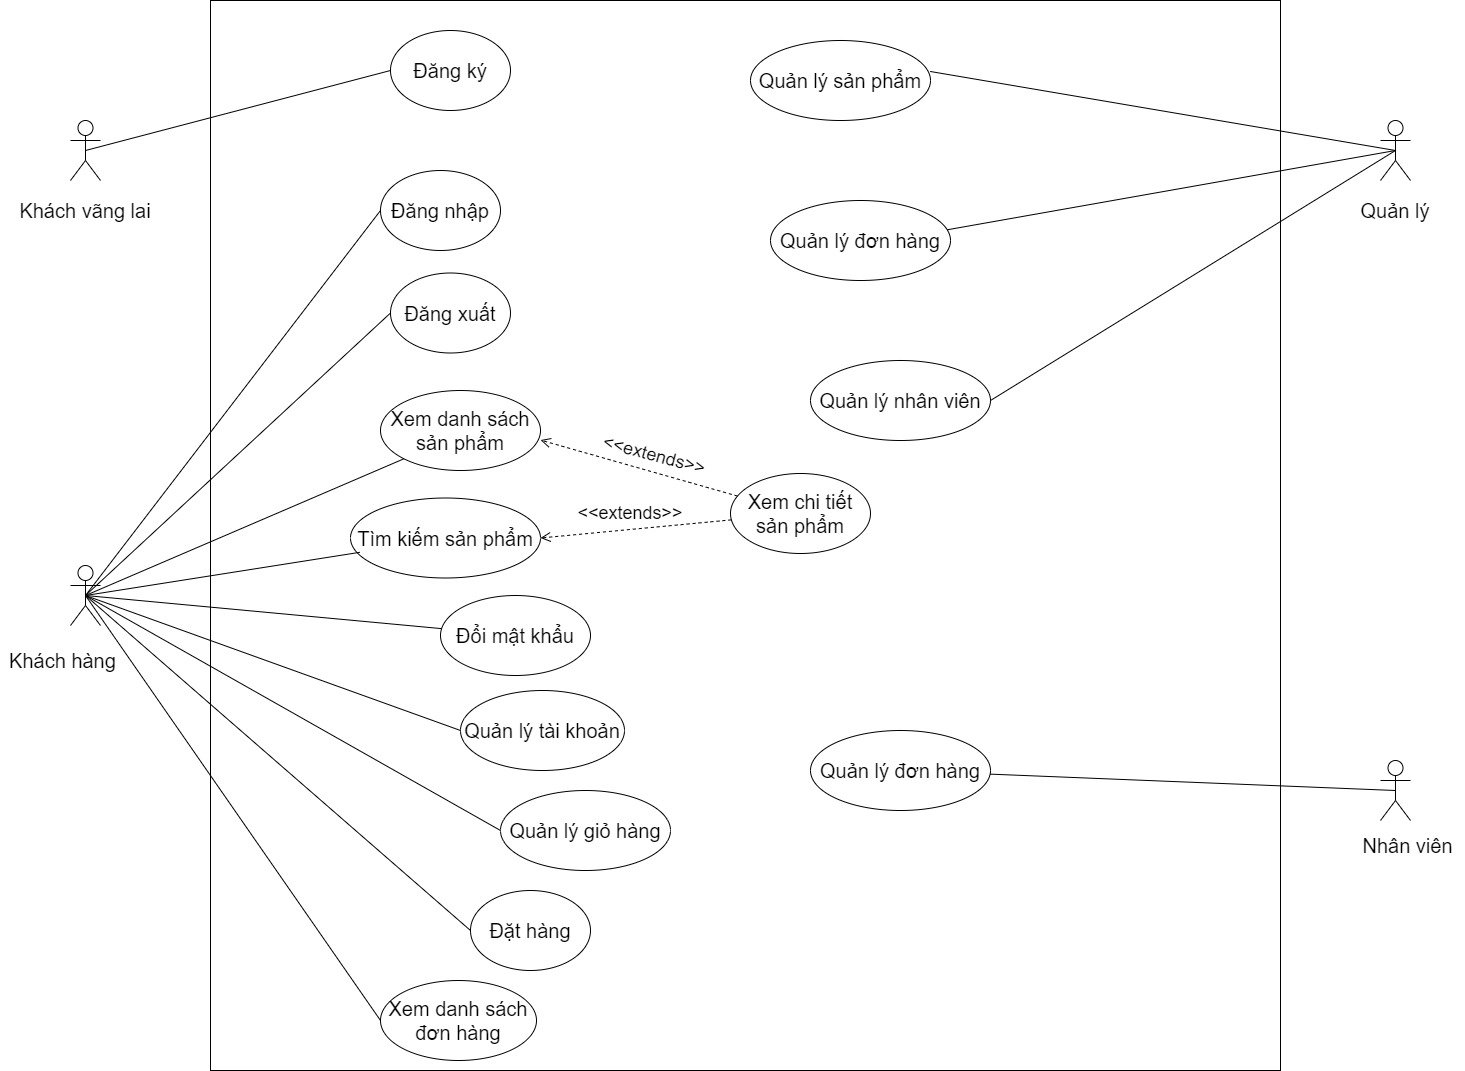 Đăng ký
Quản lý sản phẩm
Khách vãng lai
Đăng nhập
Quản lý
Quản lý đơn hàng
Đăng xuất
Quản lý nhân viên
Xem danh sách
sản phẩm
<<extends>>
Xem chi tiết
sản phẩm
<<extends>>
Tìm kiếm sản phẩm
Đổi mật khẩu
Khách hàng
Quản lý tài khoản
Quản lý đơn hàng
Quản lý giỏ hàng
Nhân viên
Đặt hàng
Xem danh sách
đơn hàng